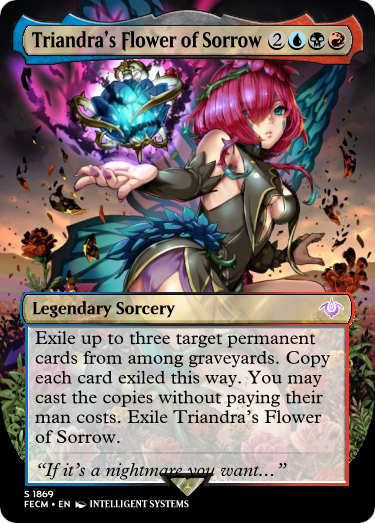 Triandra's Flower of Sorrow 2
Legendary Sorcery
Exile up to three target permanent
cards from among graveyards. Copy
each card exiled this way. You may
cast the copies without paying their
man costs. Exile Triandra's Flower
of Sorrow.
"If it's a nightmare you want..."
S 1869
FECM • EN INTELLIGENT SYSTEMS